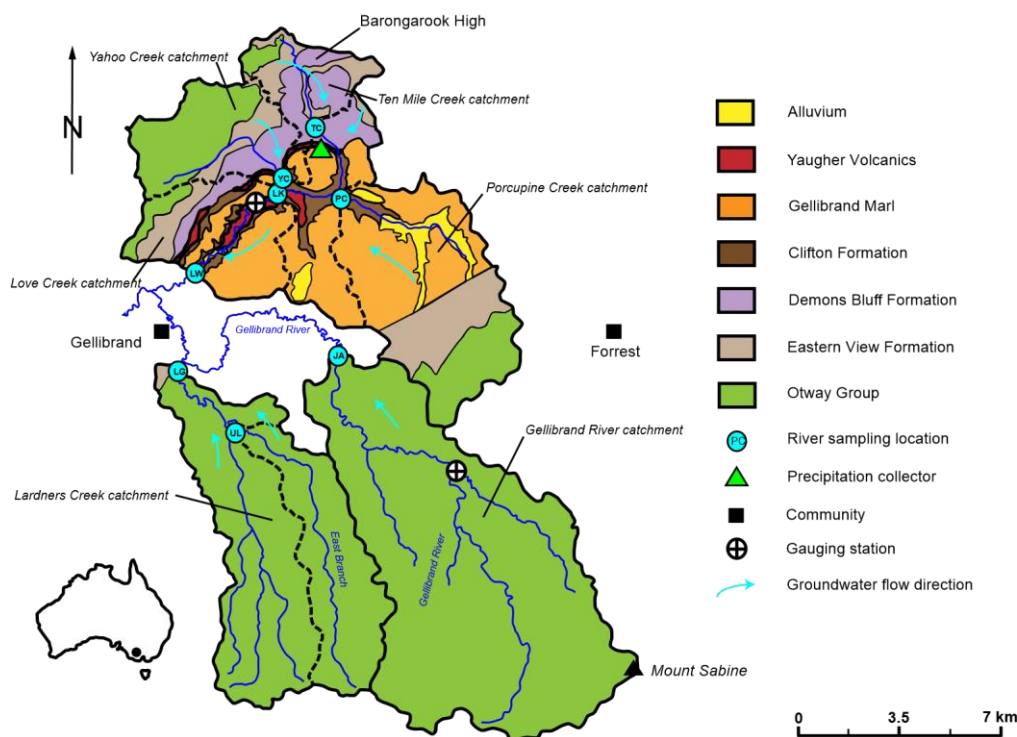 Barongarook High
Yahoo Creek catchment
Ten Mile Creek catchment
N
TC
YC
LK
PC
Porcupine Creek catchment
LW
Love Creek catchment
Gellibrand
Gellibrand River
Forrest
LG
JA
UL
Gellibrand River catchment
Lardners Creek catchment
East Branch
Gellibrand River
Mount Sabine
Alluvium
Yaugher Volcanics
Gellibrand Marl
Clifton Formation
Demons Bluff Formation
Eastern View Formation
Otway Group
PC
River sampling location
Precipitation collector
Community
Gauging station
Groundwater flow direction
0 3.5 7 km